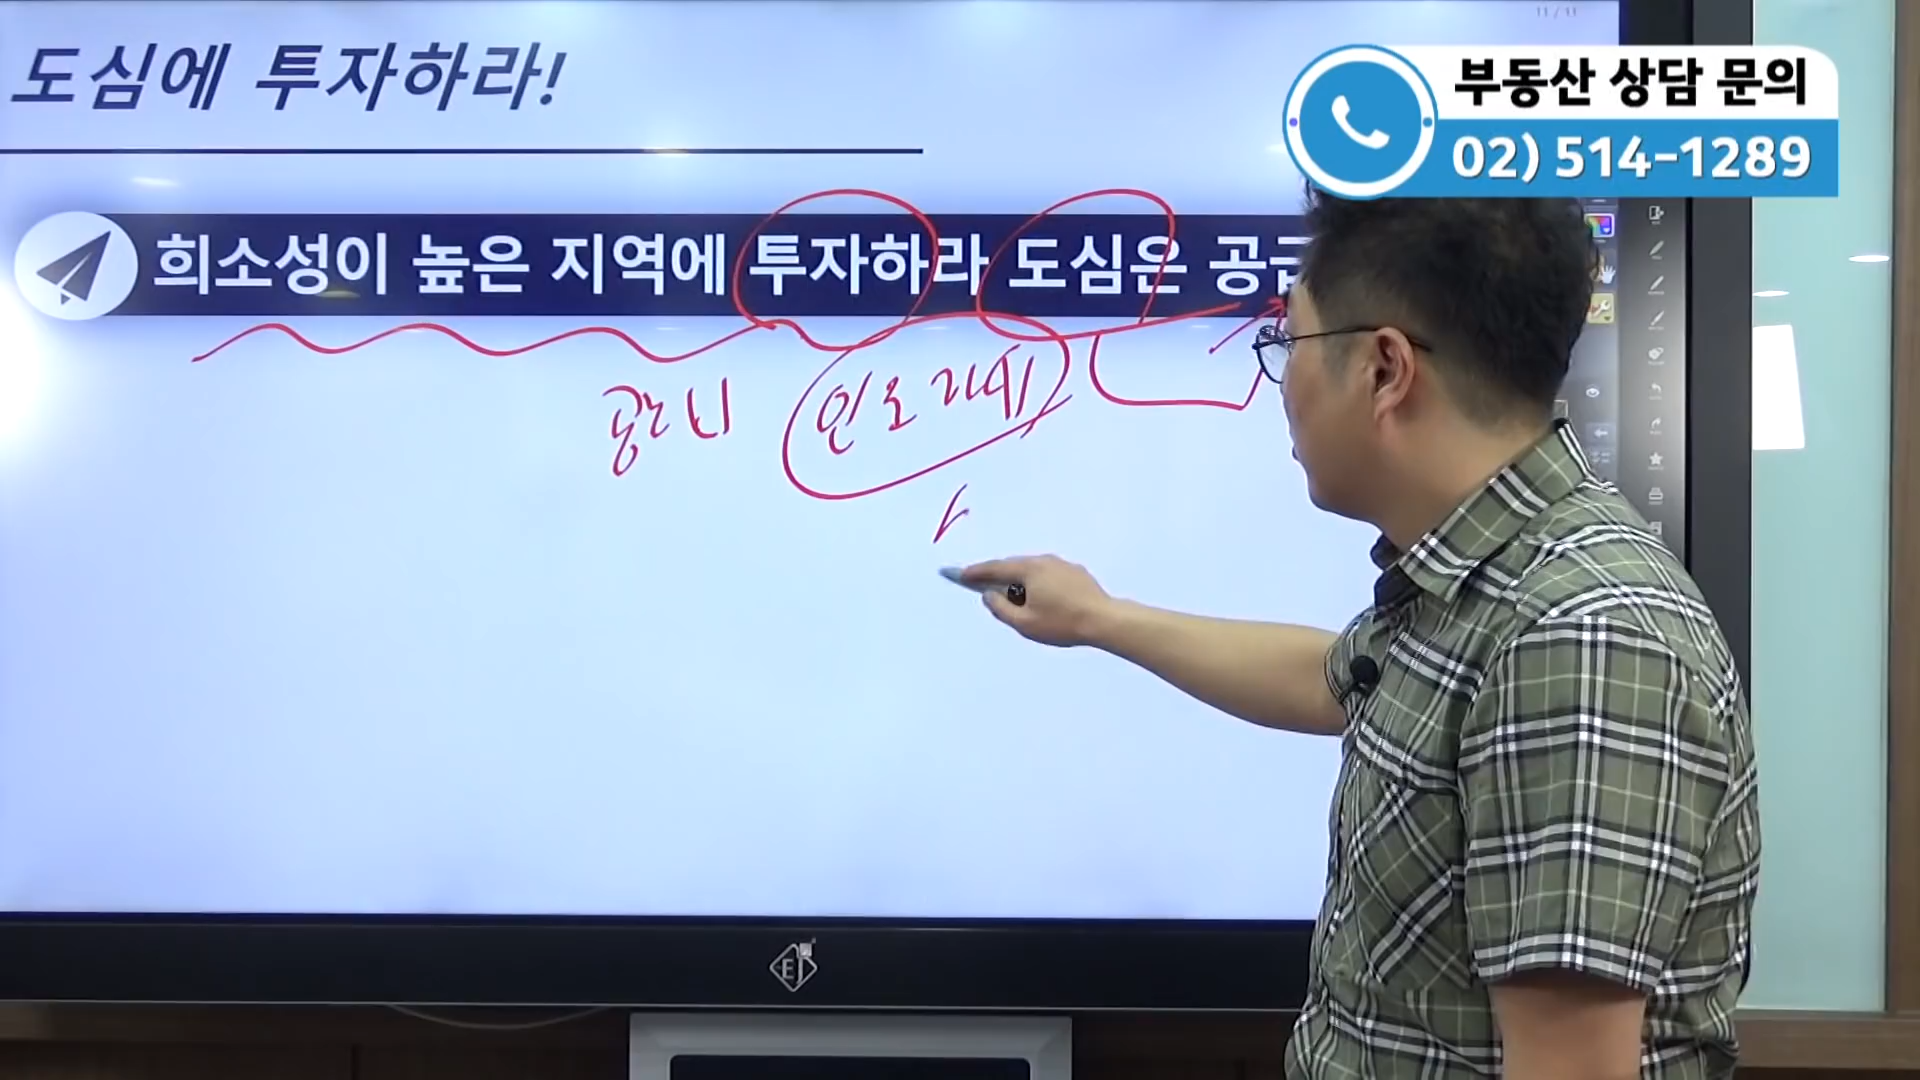 도심에 투자하라!
부동산 상담 문의
02) 514-1289
희소성이 높은 지역에 투자하라 도심은 공급